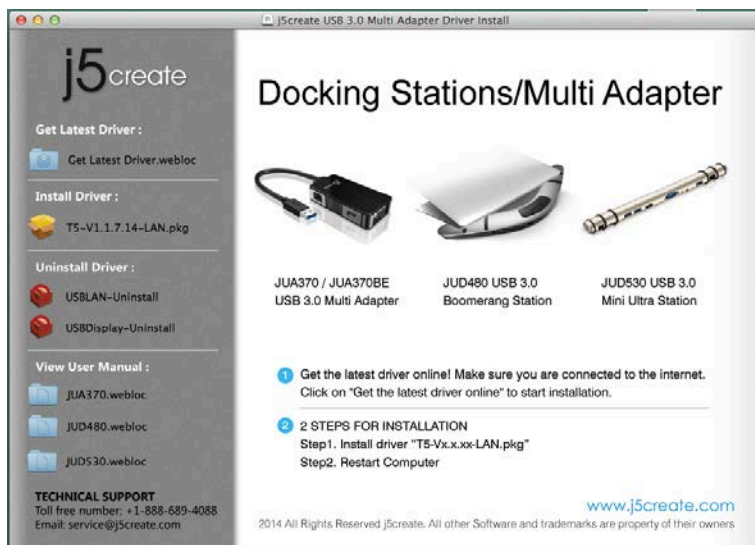 j5create USB 3.0 Multi Adapter Driver Install
j5create
Get Latest Driver :
Get Latest Driver.webloc
Install Driver :
T5-V1.1.7.14-LAN.pkg
Uninstall Driver :
USBLAN-Uninstall
USBDisplay-Uninstall
View User Manual :
JUA370.webloc
JUD480.webloc
JUD530.webloc
TECHNICAL SUPPORT
Toll free number: +1-888-689-4088
Email: service@j5create.com
Docking Stations/Multi Adapter
JUA370 / JUA370BE
USB 3.0 Multi Adapter
JUD480 USB 3.0
Boomerang Station
JUD530 USB 3.0
Mini Ultra Station
1 Get the latest driver online! Make sure you are connected to the internet.
Click on "Get the latest driver online" to start installation.
2 2 STEPS FOR INSTALLATION
Step1. Install driver "T5-Vx.x.xx-LAN.pkg"
Step2. Restart Computer
www.j5create.com
2014 All Rights Reserved j5create. All other Software and trademarks are property of their owners